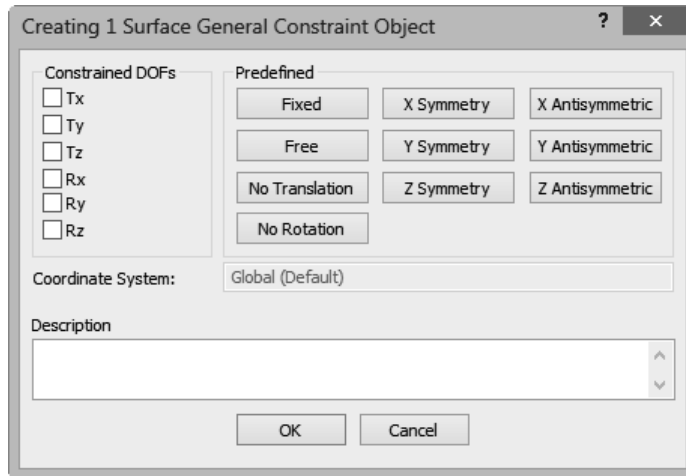 Creating 1 Surface General Constraint Object
?
Constrained DOFs
Tx
Ty
Tz
Rx
Ry
Rz
Predefined
Fixed X Symmetry X Antisymmetric
Free Y Symmetry Y Antisymmetric
No Translation Z Symmetry Z Antisymmetric
No Rotation
Coordinate System: Global (Default)
Description
OK Cancel